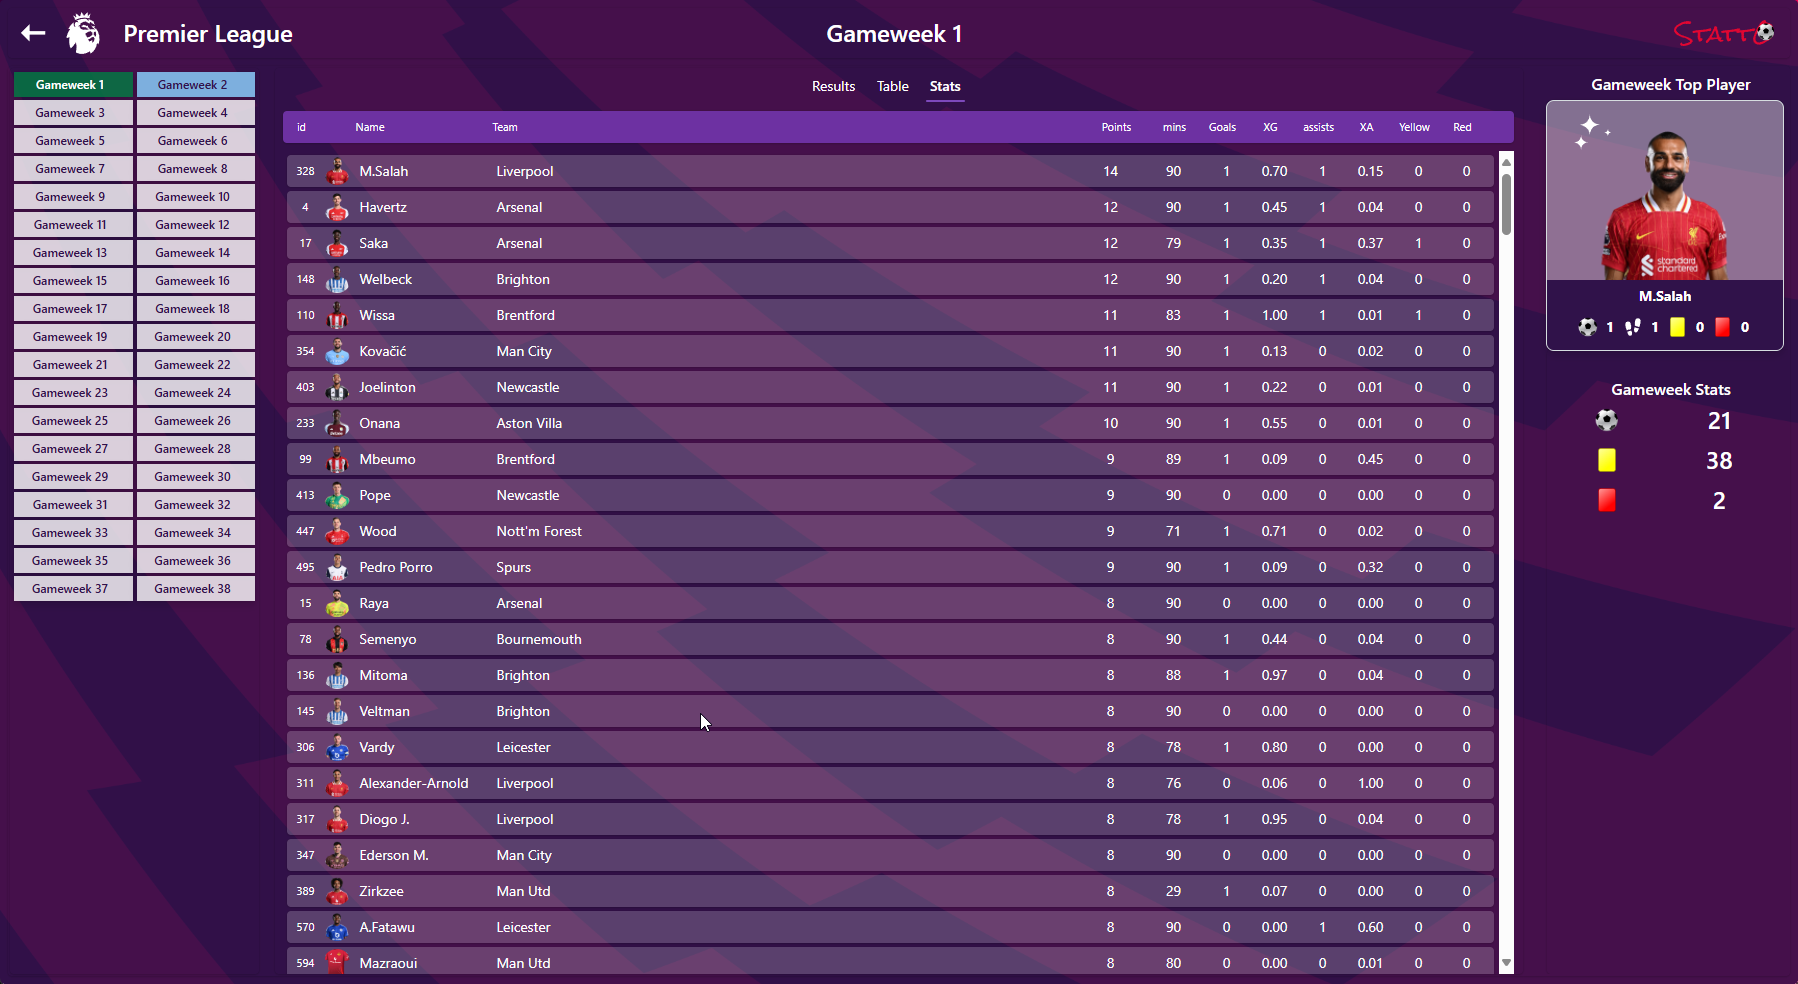 Premier League
Gameweek 1
STATTO
Gameweek 1 Gameweek 2
Gameweek 3 Gameweek 4
Gameweek 5 Gameweek 6
Gameweek 7 Gameweek 8
Gameweek 9 Gameweek 10
Gameweek 11 Gameweek 12
Gameweek 13 Gameweek 14
Gameweek 15 Gameweek 16
Gameweek 17 Gameweek 18
Gameweek 19 Gameweek 20
Gameweek 21 Gameweek 22
Gameweek 23 Gameweek 24
Gameweek 25 Gameweek 26
Gameweek 27 Gameweek 28
Gameweek 29 Gameweek 30
Gameweek 31 Gameweek 32
Gameweek 33 Gameweek 34
Gameweek 35 Gameweek 36
Gameweek 37 Gameweek 38
Results Table Stats
id Name Team Points mins Goals XG assists XA Yellow Red
328 M.Salah Liverpool 14 90 1 0.70 1 0.15 0 0
4 Havertz Arsenal 12 90 1 0.45 1 0.04 0 0
17 Saka Arsenal 12 79 1 0.35 1 0.37 1 0
148 Welbeck Brighton 12 90 1 0.20 1 0.04 0 0
110 Wissa Brentford 11 83 1 1.00 1 0.01 1 0
354 Kovačić Man City 11 90 1 0.13 0 0.02 0 0
403 Joelinton Newcastle 11 90 1 0.22 0 0.01 0 0
233 Onana Aston Villa 10 90 1 0.55 0 0.01 0 0
99 Mbeumo Brentford 9 89 1 0.09 0 0.45 0 0
413 Pope Newcastle 9 90 0 0.00 0 0.00 0 0
447 Wood Nott'm Forest 9 71 1 0.71 0 0.02 0 0
495 Pedro Porro Spurs 9 90 1 0.09 0 0.32 0 0
15 Raya Arsenal 8 90 0 0.00 0 0.00 0 0
78 Semenyo Bournemouth 8 90 1 0.44 0 0.04 0 0
136 Mitoma Brighton 8 88 1 0.97 0 0.04 0 0
145 Veltman Brighton 8 90 0 0.00 0 0.00 0 0
306 Vardy Leicester 8 78 1 0.80 0 0.00 0 0
311 Alexander-Arnold Liverpool 8 76 0 0.06 0 1.00 0 0
317 Diogo J. Liverpool 8 78 1 0.95 0 0.04 0 0
347 Ederson M. Man City 8 90 0 0.00 0 0.00 0 0
389 Zirkzee Man Utd 8 29 1 0.07 0 0.00 0 0
570 A.Fatawu Leicester 8 90 0 0.00 1 0.60 0 0
594 Mazraoui Man Utd 8 80 0 0.00 0 0.01 0 0
Gameweek Top Player
standard
chartered
M.Salah
1 1 0 0
Gameweek Stats
21
38
2